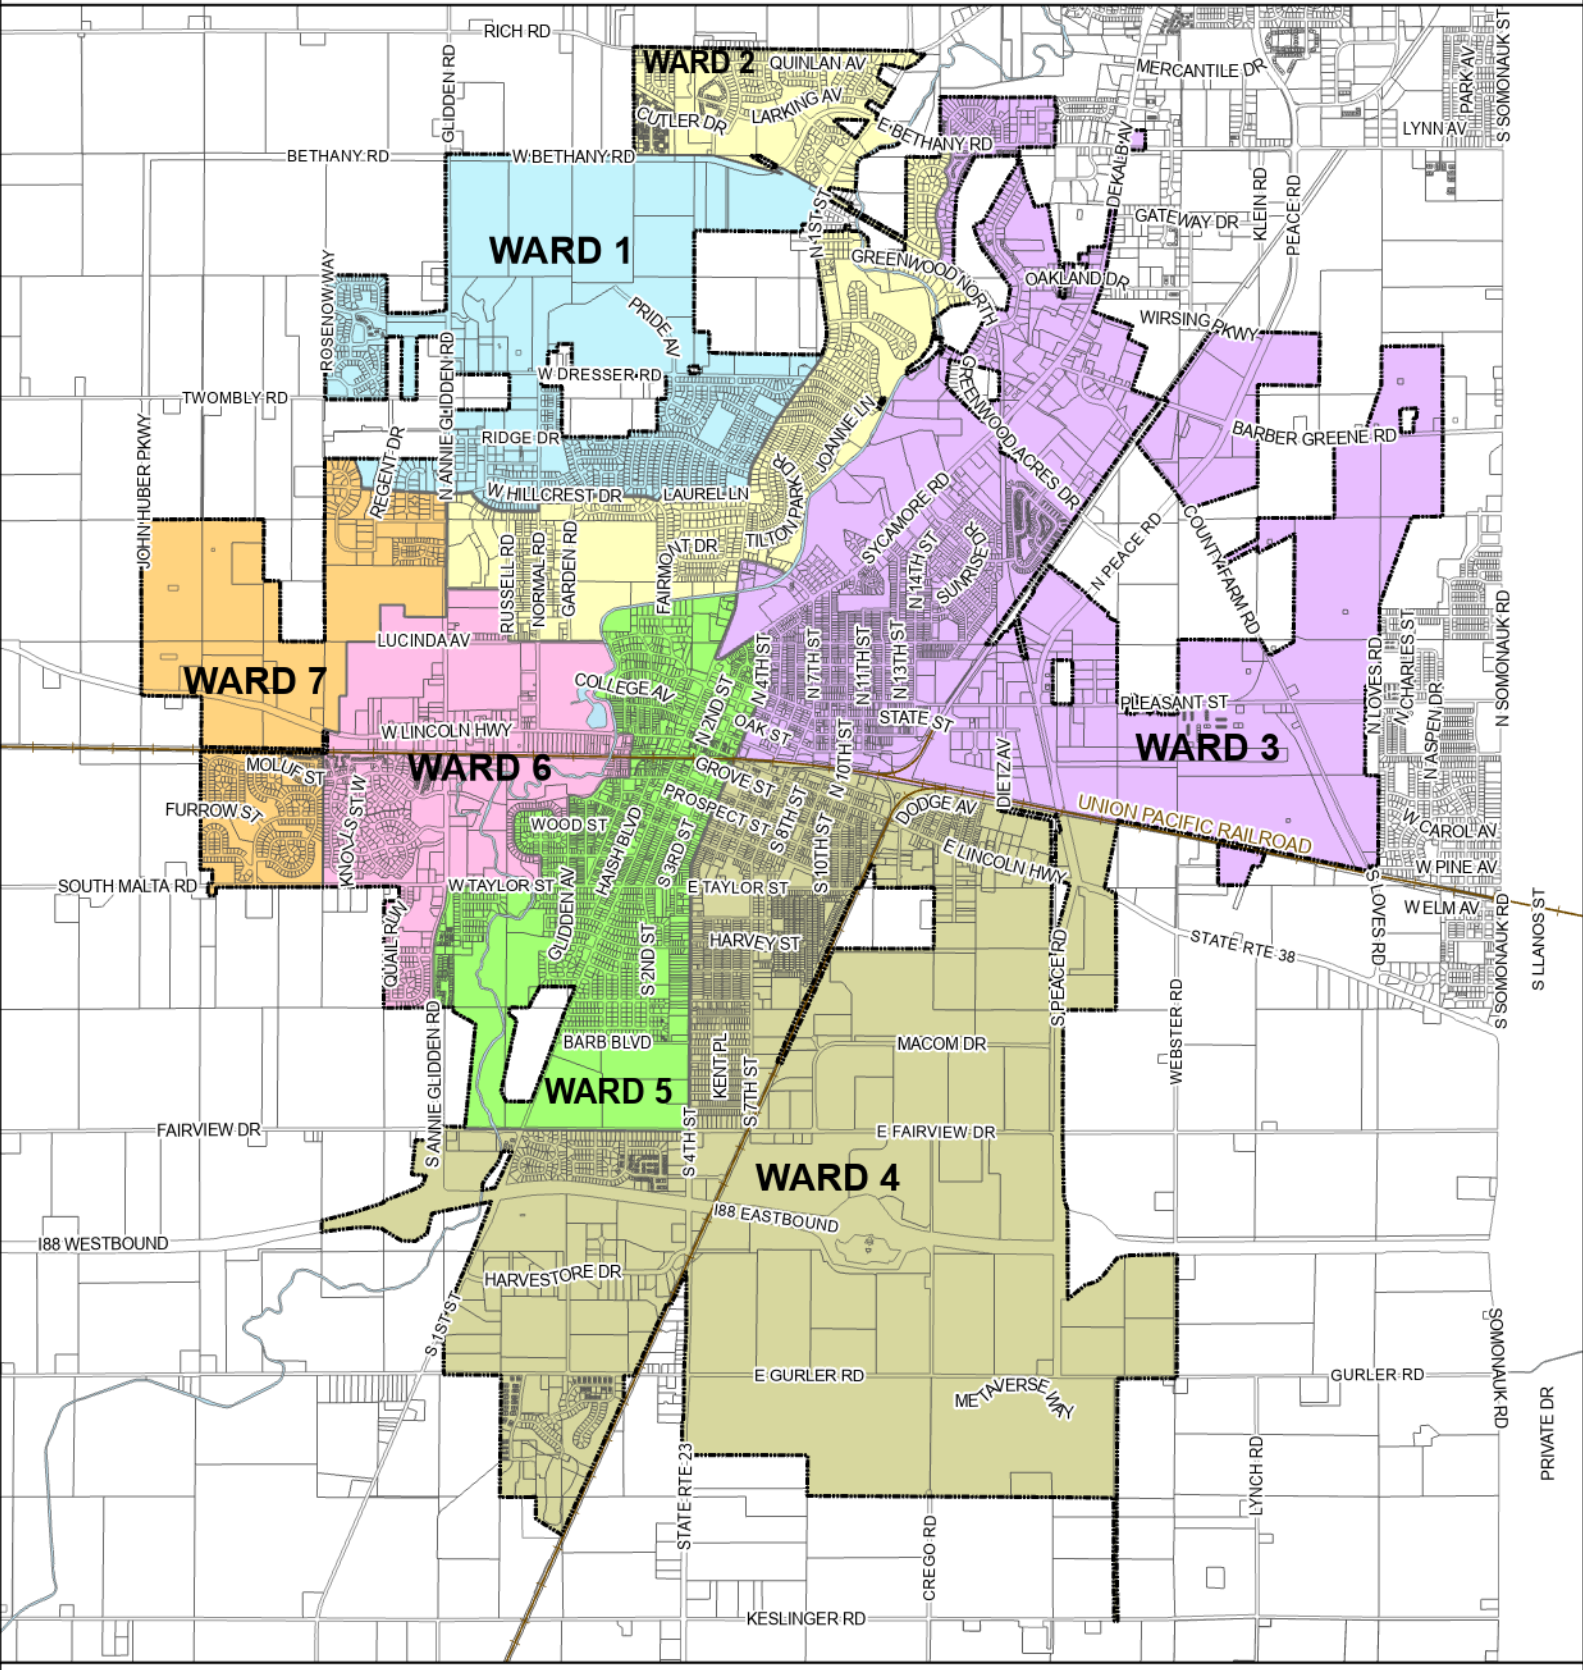 RICH RD
WARD 2
QUINLAN AV
MERCANTILE DR
PARK AV
S SOMONAUK ST
GLIDDEN RD
LARKING AV
CUTLER DR
E BETHANY RD
DEKALB AV
LYNN AV
BETHANY RD
W BETHANY RD
KLEIN RD
PEACE RD
N 1ST ST
GATEWAY DR
WARD 1
ROSENOW WAY
GREENWOOD NORTH
OAKLAND DR
PRIDE AV
WIRSING PKWY
N ANNIE GLIDDEN RD
W DRESSER RD
TWOMBLY RD
GREENWOOD ACRES DR
JOHN HUBER PKWY
REGENT DR
RIDGE DR
JOANNE LN
BARBER GREENE RD
W HILLCREST DR
LAUREL LN
TILTON PARK DR
SYCAMORE RD
RUSSELL RD
NORMAL RD
GARDEN RD
FAIRMONT DR
N 14TH ST
SUNRISE DR
N PEACE RD
COUNTY FARM RD
LUCINDA AV
N 4TH ST
N 7TH ST
N 11TH ST
N 13TH ST
N LOVES RD
N CHARLES ST
N SOMONAUK RD
WARD 7
COLLEGE AV
N 2ND ST
OAK ST
STATE ST
PLEASANT ST
N ASPEN DR
W LINCOLN HWY
N 10TH ST
DIETZ AV
WARD 3
MOLUF ST
WARD 6
GROVE ST
KNOLLS ST W
FURROW ST
WOOD ST
HASH BLVD
PROSPECT ST
S 8TH ST
DODGE AV
UNION PACIFIC RAILROAD
W CAROL AV
S 3RD ST
S 10TH ST
E LINCOLN HWY
W PINE AV
SOUTH MALTA RD
W TAYLOR ST
E TAYLOR ST
S LOVES RD
W ELM AV
S LLANOS ST
QUAIL RUN
GLIDDEN AV
S 2ND ST
HARVEY ST
S PEACE RD
STATE RTE 38
S SOMONAUK RD
S ANNIE GLIDDEN RD
BARB BLVD
KENT PL
MACOM DR
WEBSTER RD
WARD 5
S 7TH ST
FAIRVIEW DR
S 4TH ST
E FAIRVIEW DR
WARD 4
I88 EASTBOUND
I88 WESTBOUND
HARVESTORE DR
S 1ST ST
SOMONAUK RD
E GURLER RD
METAVERSE WAY
GURLER RD
PRIVATE DR
STATE RTE 23
LYNCH RD
CREGO RD
KESLINGER RD